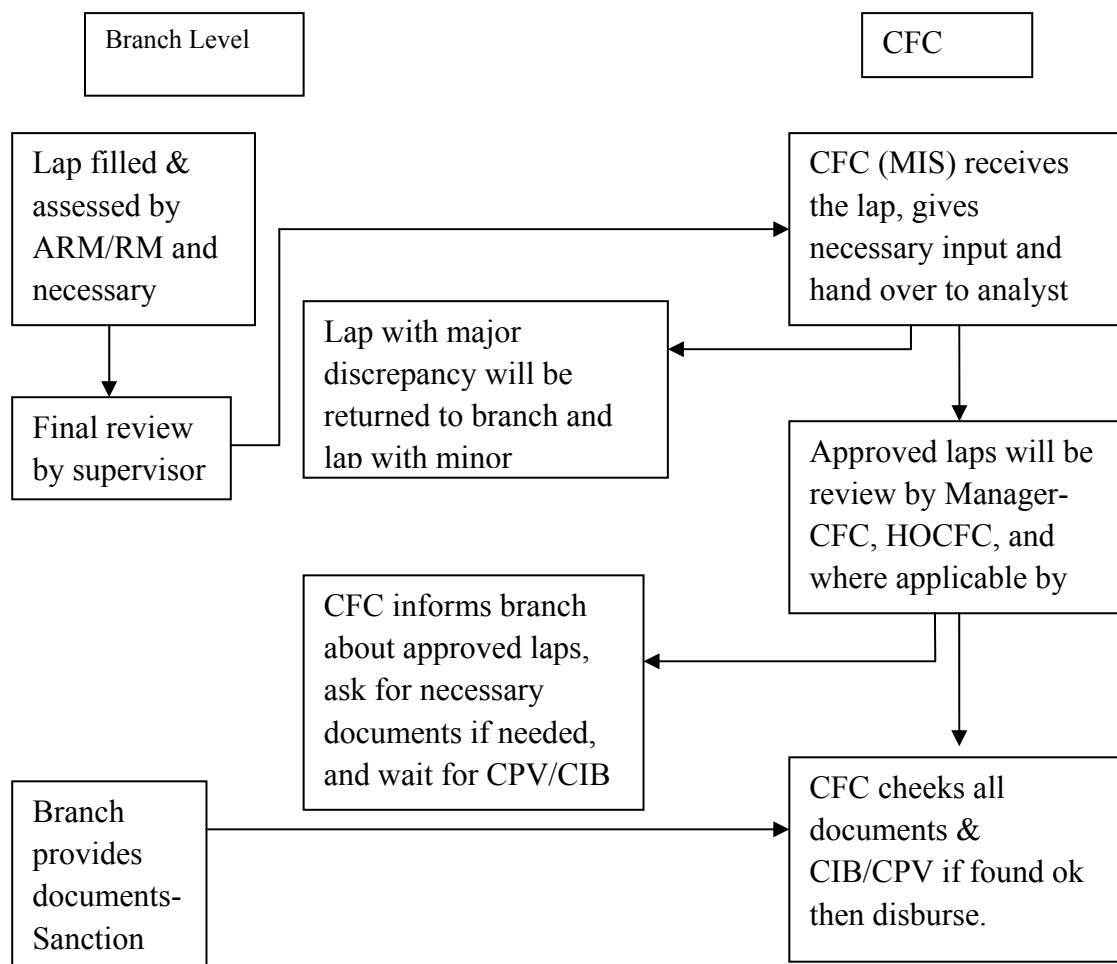 Branch Level
CFC
Lap filled &
assessed by
ARM/RM and
necessary
CFC (MIS) receives
the lap, gives
necessary input and
hand over to analyst
Lap with major
discrepancy will be
returned to branch and
lap with minor
Final review
by supervisor
Approved laps will be
review by Manager-
CFC, HOCFC, and
where applicable by
CFC informs branch
about approved laps,
ask for necessary
documents if needed,
and wait for CPV/CIB
Branch
provides
documents-
Sanction
CFC cheeks all
documents &
CIB/CPV if found ok
then disburse.